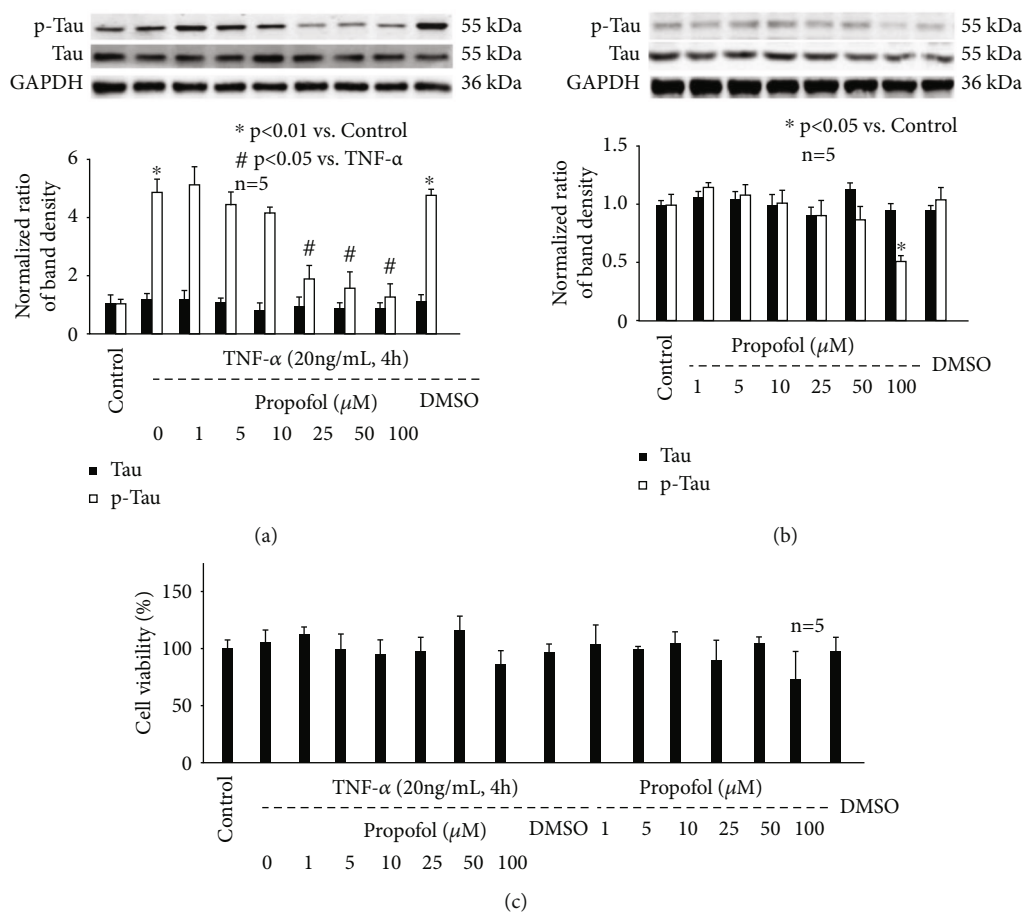 p-Tau 55 kDa
Tau 55 kDa
GAPDH 36 kDa
* p<0.01 vs. Control
# p<0.05 vs. TNF-α
n=5
Normalized ratio
of band density
6
4
2
0
*
#
#
#
*
Control
TNF-α (20ng/mL, 4h)
Propofol (μM)
DMSO
0 1 5 10 25 50 100
Tau
p-Tau
(a)
p-Tau 55 kDa
Tau 55 kDa
GAPDH 36 kDa
* p<0.05 vs. Control
n=5
Normalized ratio
of band density
1.5
1.0
0.5
0
*
Control
Propofol (μM)
DMSO
1 5 10 25 50 100
Tau
p-Tau
(b)
Cell viability (%)
150
100
50
0
n=5
Control
TNF-α (20ng/mL, 4h)
Propofol (μM)
DMSO
0 1 5 10 25 50 100
Propofol (μM)
1 5 10 25 50 100
DMSO
(c)